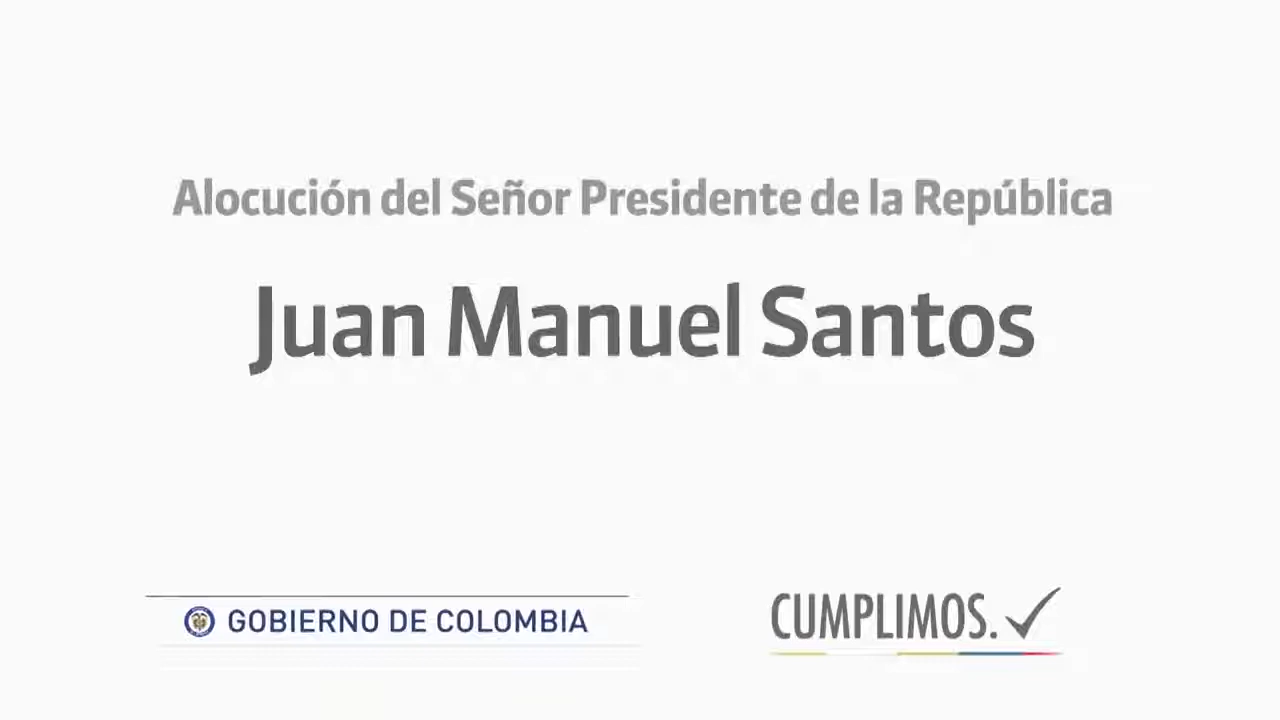 Alocución del Señor Presidente de la República
Juan Manuel Santos
GOBIERNO DE COLOMBIA
CUMPLIMOS.